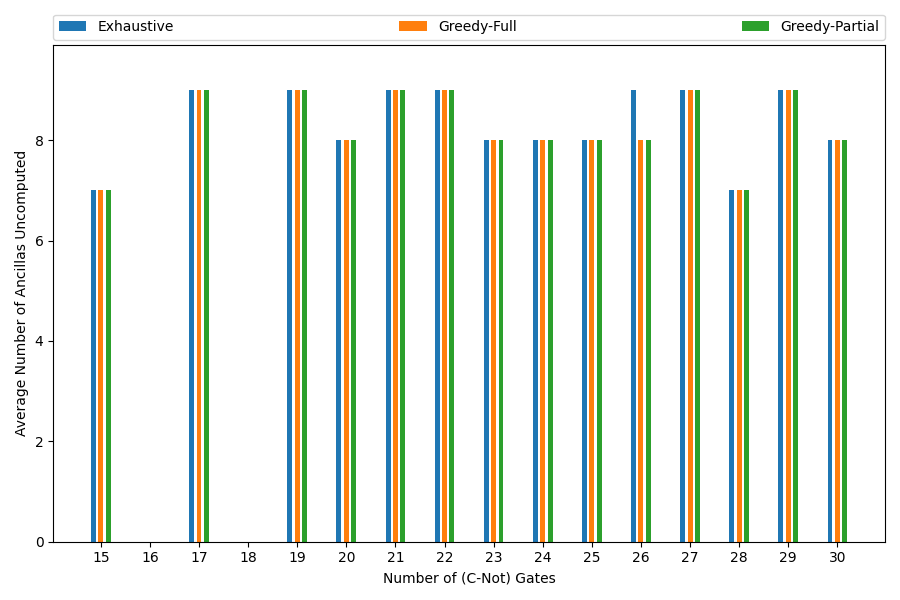 Exhaustive Greedy-Full Greedy-Partial
Average Number of Ancillas Uncomputed
8
6
4
2
0
15 16 17 18 19 20 21 22 23 24 25 26 27 28 29 30
Number of (C-Not) Gates